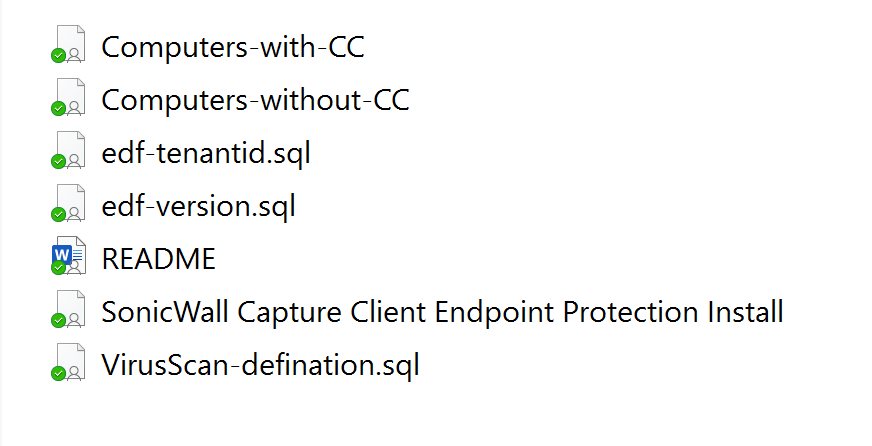 Computers-with-CC
Computers-without-CC
edf-tenantid.sql
edf-version.sql
W README
SonicWall Capture Client Endpoint Protection Install
VirusScan-defination.sql